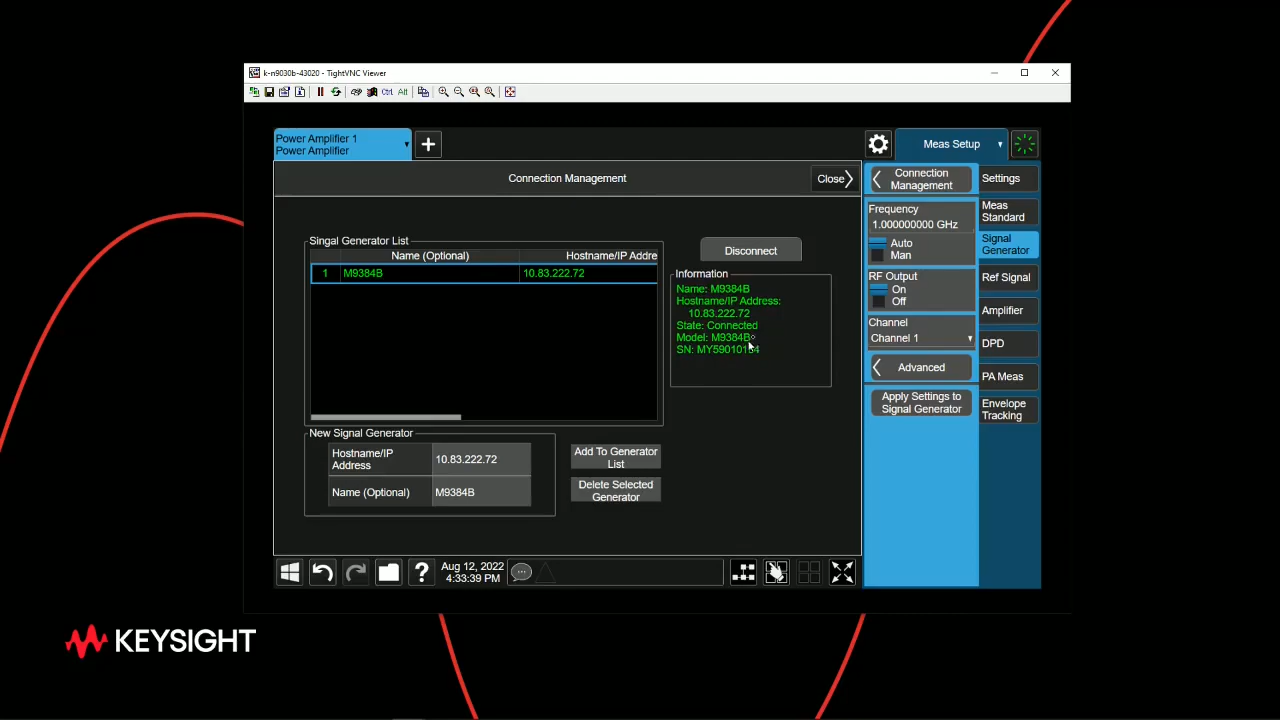 k-n9030b-43020 - TightVNC Viewer
Ctrl Alt
Power Amplifier 1
Power Amplifier
Meas Setup
Connection Management
Close
Singal Generator List
Name (Optional) Hostname/IP Addre
1 M9384B 10.83.222.72
Disconnect
Information
Name: M9384B
Hostname/IP Address:
10.83.222.72
State: Connected
Model: M9384B
SN: MY59010164
New Signal Generator
Hostname/IP
Address
10.83.222.72
Name (Optional) M9384B
Add To Generator
List
Delete Selected
Generator
Connection
Management
Frequency
1.000000000 GHz
Auto
Man
RF Output
On
Off
Channel
Channel 1
Advanced
Apply Settings to
Signal Generator
Settings
Meas
Standard
Signal
Generator
Ref Signal
Amplifier
DPD
PA Meas
Envelope
Tracking
Aug 12, 2022
4:33:39 PM
KEYSIGHT